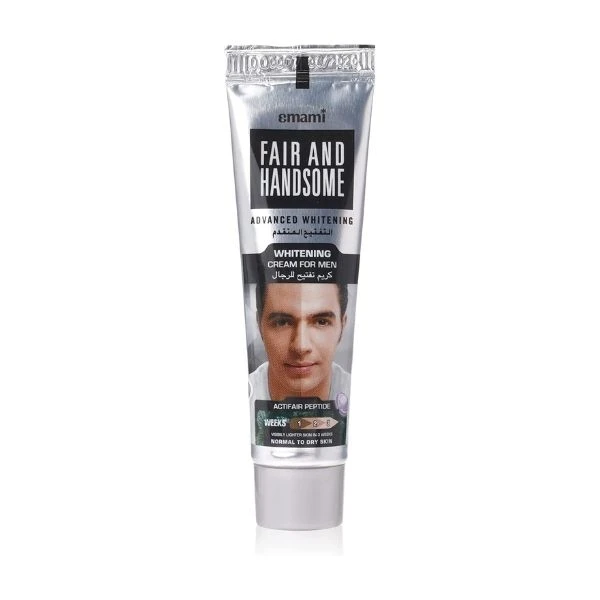 emami
FAIR AND
HANDSOME
ADVANCED WHITENING
التفتيح المتقدم
WHITENING
CREAM FOR MEN
كريم تفتيح للرجال
ACTIFAIR PEPTIDE
WEEKS 1 2 3
VISIBLY LIGHTER SKIN IN 3 WEEKS
NORMAL TO DRY SKIN